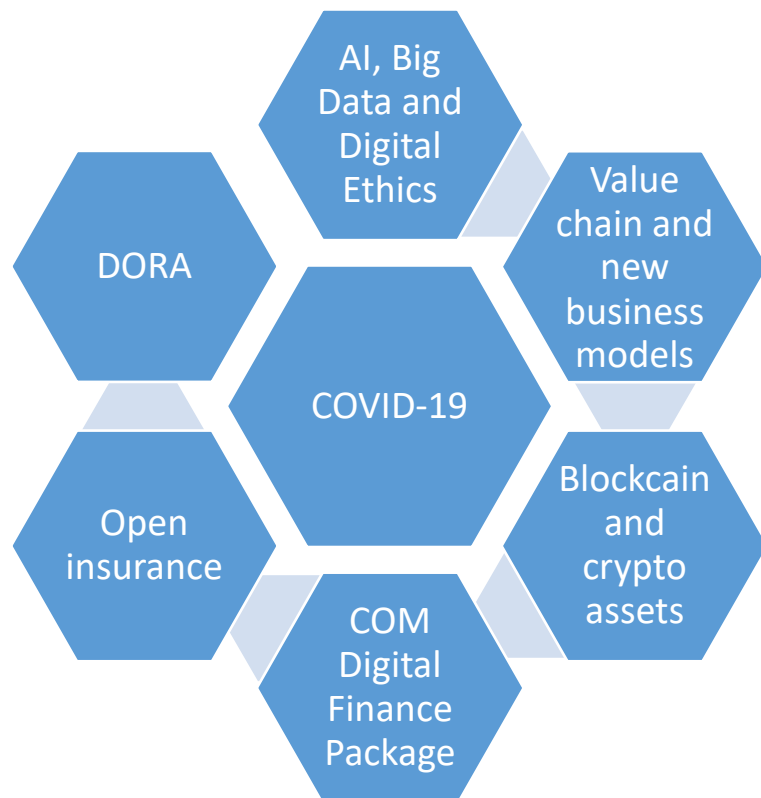 AI, Big
Data and
Digital
Ethics
Value
chain and
new
business
models
DORA
COVID-19
Blockcain
and
crypto
assets
Open
insurance
COM
Digital
Finance
Package